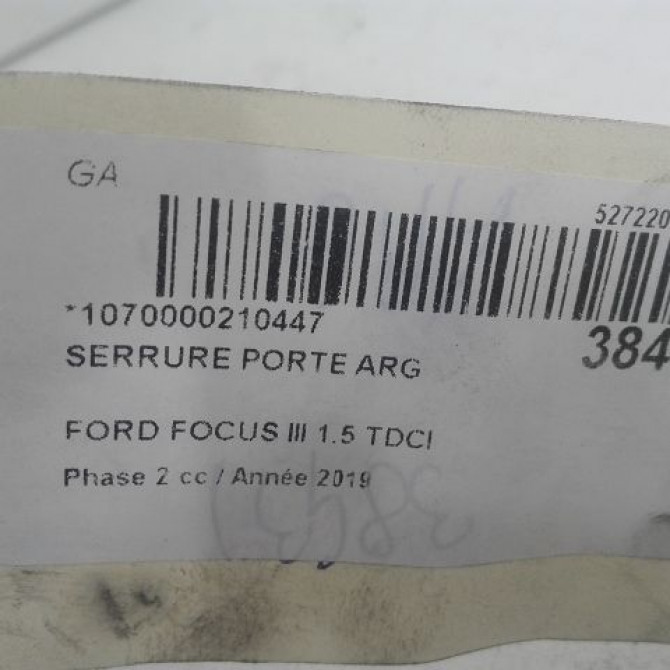 GA
527220
*1070000210447
384
SERRURE PORTE ARG
FORD FOCUS III 1.5 TDCI
Phase 2 cc / Année 2019